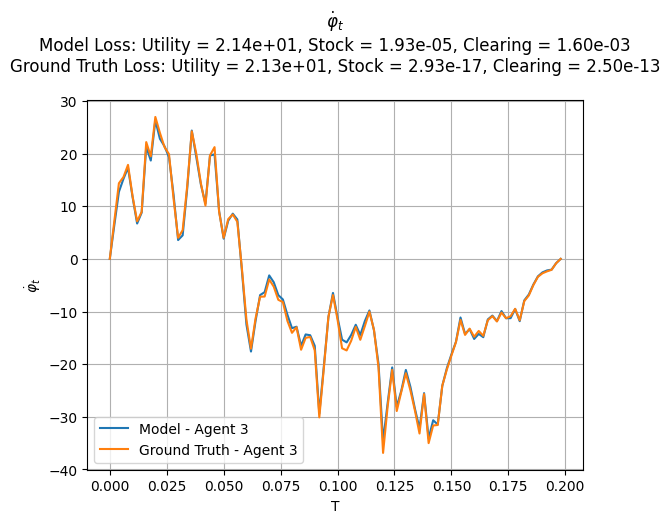 φ̇ₜ
Model Loss: Utility = 2.14e+01, Stock = 1.93e-05, Clearing = 1.60e-03
Ground Truth Loss: Utility = 2.13e+01, Stock = 2.93e-17, Clearing = 2.50e-13
30
20
10
0
−10
−20
−30
−40
φ̇ₜ
Model - Agent 3
Ground Truth - Agent 3
0.000 0.025 0.050 0.075 0.100 0.125 0.150 0.175 0.200
T